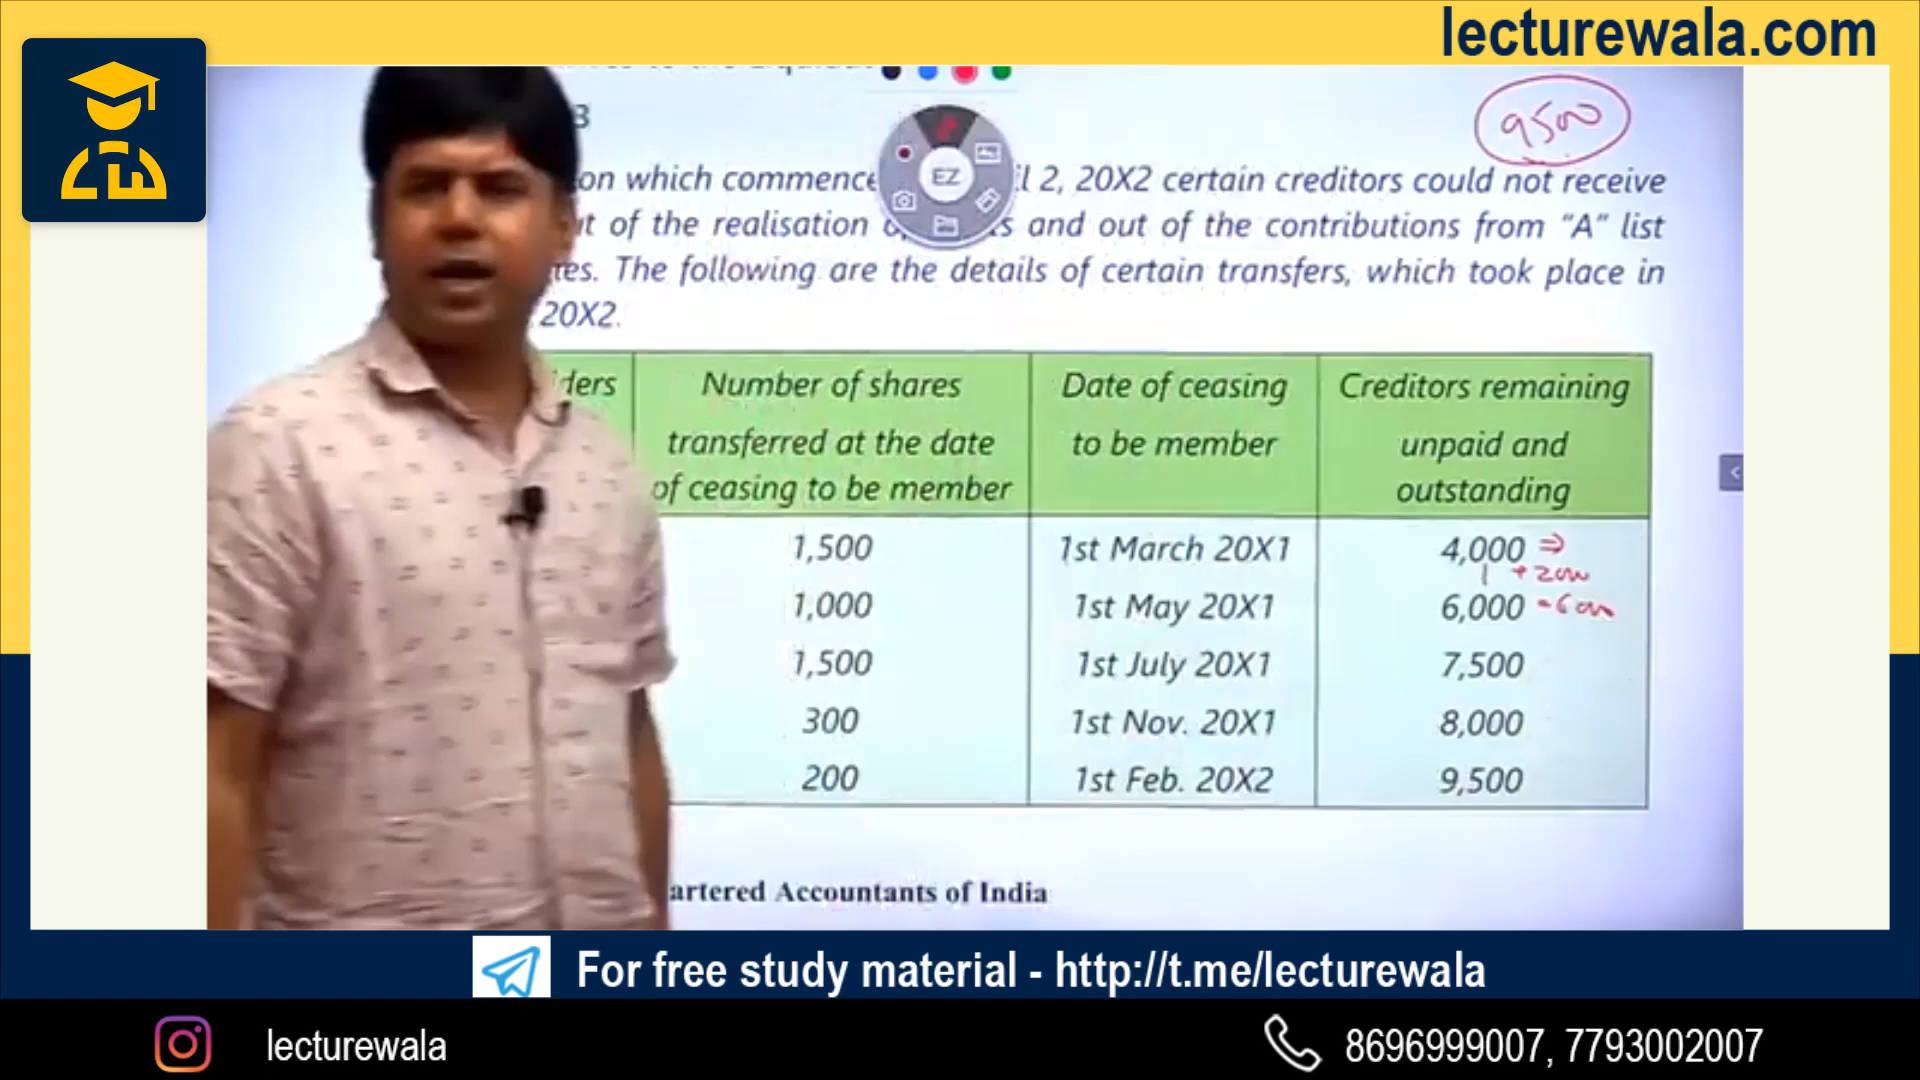 lecturewala.com
9500
3
EZ
on which commence l 2, 20X2 certain creditors could not receive
t of the realisation o s and out of the contributions from “A” list
tes. The following are the details of certain transfers, which took place in
20X2.
ders
Number of shares
transferred at the date
of ceasing to be member
Date of ceasing
to be member
Creditors remaining
unpaid and
outstanding
1,500 1st March 20X1 4,000 ⇒
+ 2000
1,000 1st May 20X1 6,000
1,500 1st July 20X1 7,500
300 1st Nov. 20X1 8,000
200 1st Feb. 20X2 9,500
artered Accountants of India
For free study material - http://t.me/lecturewala
lecturewala
8696999007, 7793002007